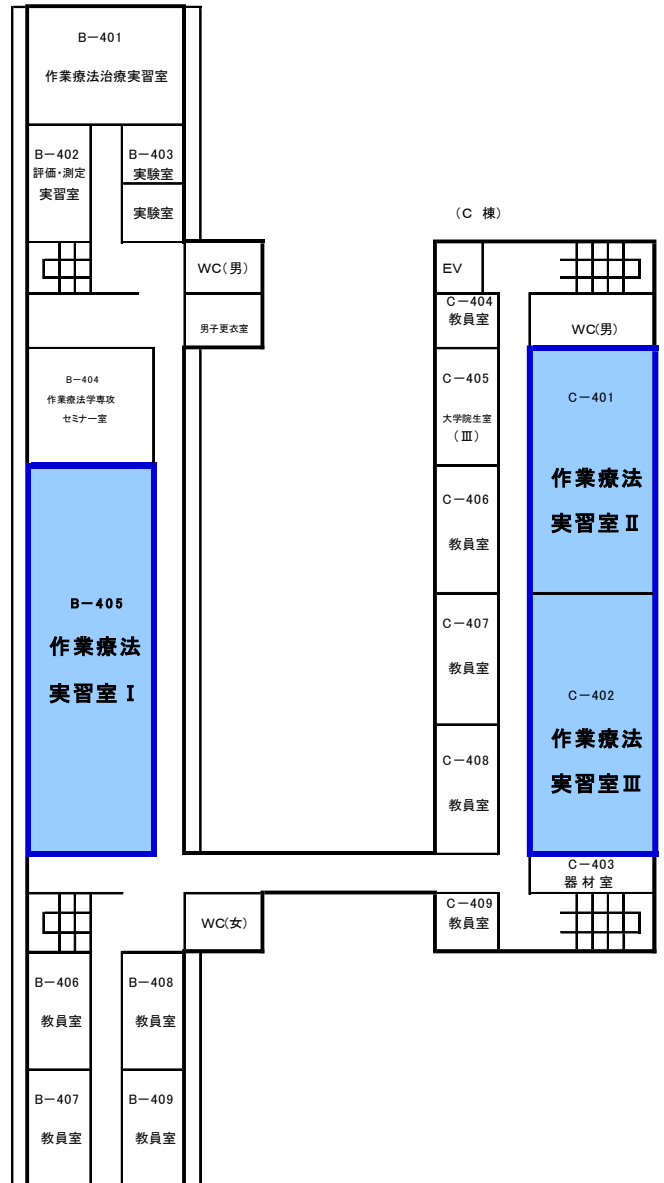 B－401
作業療法治療実習室
B－402
評価・測定
実習室
B－403
実験室
実験室
WC(男)
男子更衣室
B－404
作業療法学専攻
セミナー室
B－405
作業療法
実習室Ⅰ
WC(女)
B－406
教員室
B－408
教員室
B－407
教員室
B－409
教員室
(C 棟)
EV
C－404
教員室
WC(男)
C－405
大学院生室
(Ⅲ)
C－401
作業療法
実習室Ⅱ
C－406
教員室
C－407
教員室
C－402
作業療法
実習室Ⅲ
C－408
教員室
C－403
器材室
C－409
教員室